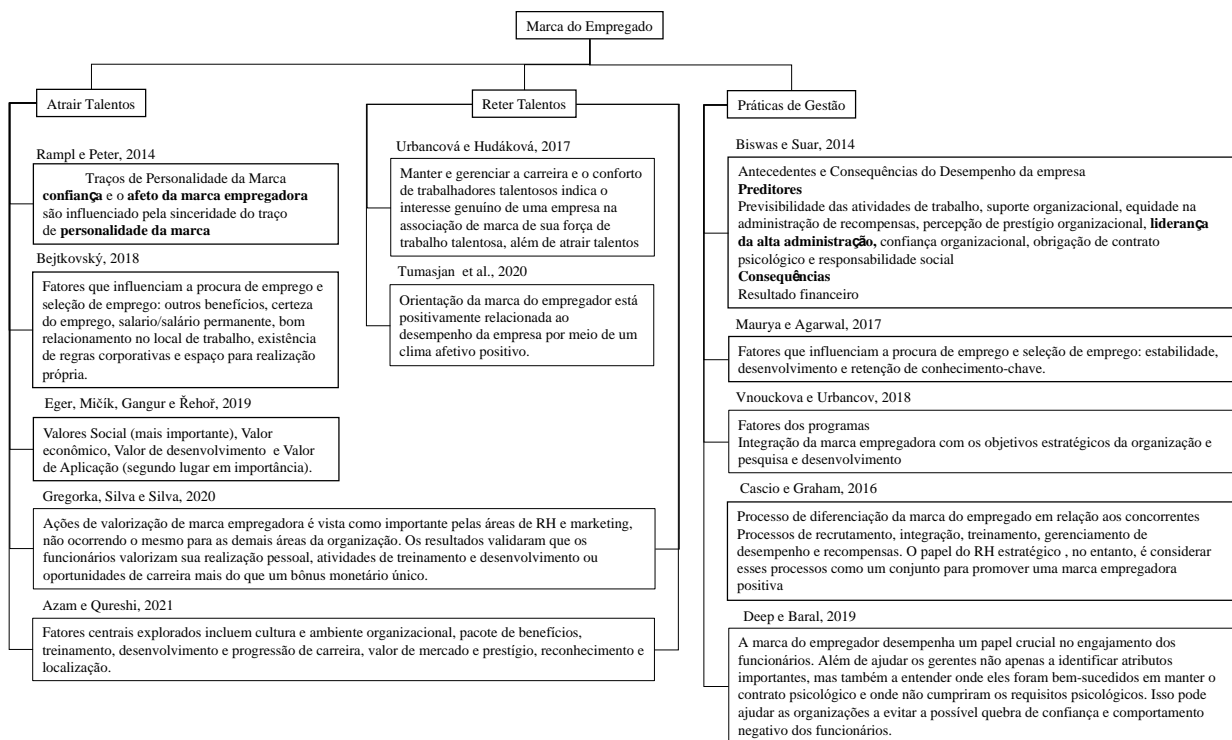 Marca do Empregado
Atrair Talentos
Rampl e Peter, 2014
Traços de Personalidade da Marca
confiança e o afeto da marca empregadora
são influenciado pela sinceridade do traço
de personalidade da marca
Bejtkovský, 2018
Fatores que influenciam a procura de emprego e
seleção de emprego: outros benefícios, certeza
do emprego, salario/salário permanente, bom
relacionamento no local de trabalho, existência
de regras corporativas e espaço para realização
própria.
Eger, Mičík, Gangur e Řehoř, 2019
Valores Social (mais importante), Valor
econômico, Valor de desenvolvimento e Valor
de Aplicação (segundo lugar em importância).
Reter Talentos
Urbancová e Hudáková, 2017
Manter e gerenciar a carreira e o conforto
de trabalhadores talentosos indica o
interesse genuíno de uma empresa na
associação de marca de sua força de
trabalho talentosa, além de atrair talentos
Tumasjan et al., 2020
Orientação da marca do empregador está
positivamente relacionada ao
desempenho da empresa por meio de um
clima afetivo positivo.
Gregorka, Silva e Silva, 2020
Ações de valorização de marca empregadora é vista como importante pelas áreas de RH e marketing,
não ocorrendo o mesmo para as demais áreas da organização. Os resultados validaram que os
funcionários valorizam sua realização pessoal, atividades de treinamento e desenvolvimento ou
oportunidades de carreira mais do que um bônus monetário único.
Azam e Qureshi, 2021
Fatores centrais explorados incluem cultura e ambiente organizacional, pacote de benefícios,
treinamento, desenvolvimento e progressão de carreira, valor de mercado e prestígio, reconhecimento e
localização.
Práticas de Gestão
Biswas e Suar, 2014
Antecedentes e Consequências do Desempenho da empresa
Preditores
Previsibilidade das atividades de trabalho, suporte organizacional, equidade na
administração de recompensas, percepção de prestígio organizacional, liderança
da alta administração, confiança organizacional, obrigação de contrato
psicológico e responsabilidade social
Consequências
Resultado financeiro
Maurya e Agarwal, 2017
Fatores que influenciam a procura de emprego e seleção de emprego: estabilidade,
desenvolvimento e retenção de conhecimento-chave.
Vnouckova e Urbancov, 2018
Fatores dos programas
Integração da marca empregadora com os objetivos estratégicos da organização e
pesquisa e desenvolvimento
Cascio e Graham, 2016
Processo de diferenciação da marca do empregado em relação aos concorrentes
Processos de recrutamento, integração, treinamento, gerenciamento de
desempenho e recompensas. O papel do RH estratégico , no entanto, é considerar
esses processos como um conjunto para promover uma marca empregadora
positiva
Deep e Baral, 2019
A marca do empregador desempenha um papel crucial no engajamento dos
funcionários. Além de ajudar os gerentes não apenas a identificar atributos
importantes, mas também a entender onde eles foram bem-sucedidos em manter o
contrato psicológico e onde não cumpriram os requisitos psicológicos. Isso pode
ajudar as organizações a evitar a possível quebra de confiança e comportamento
negativo dos funcionários.